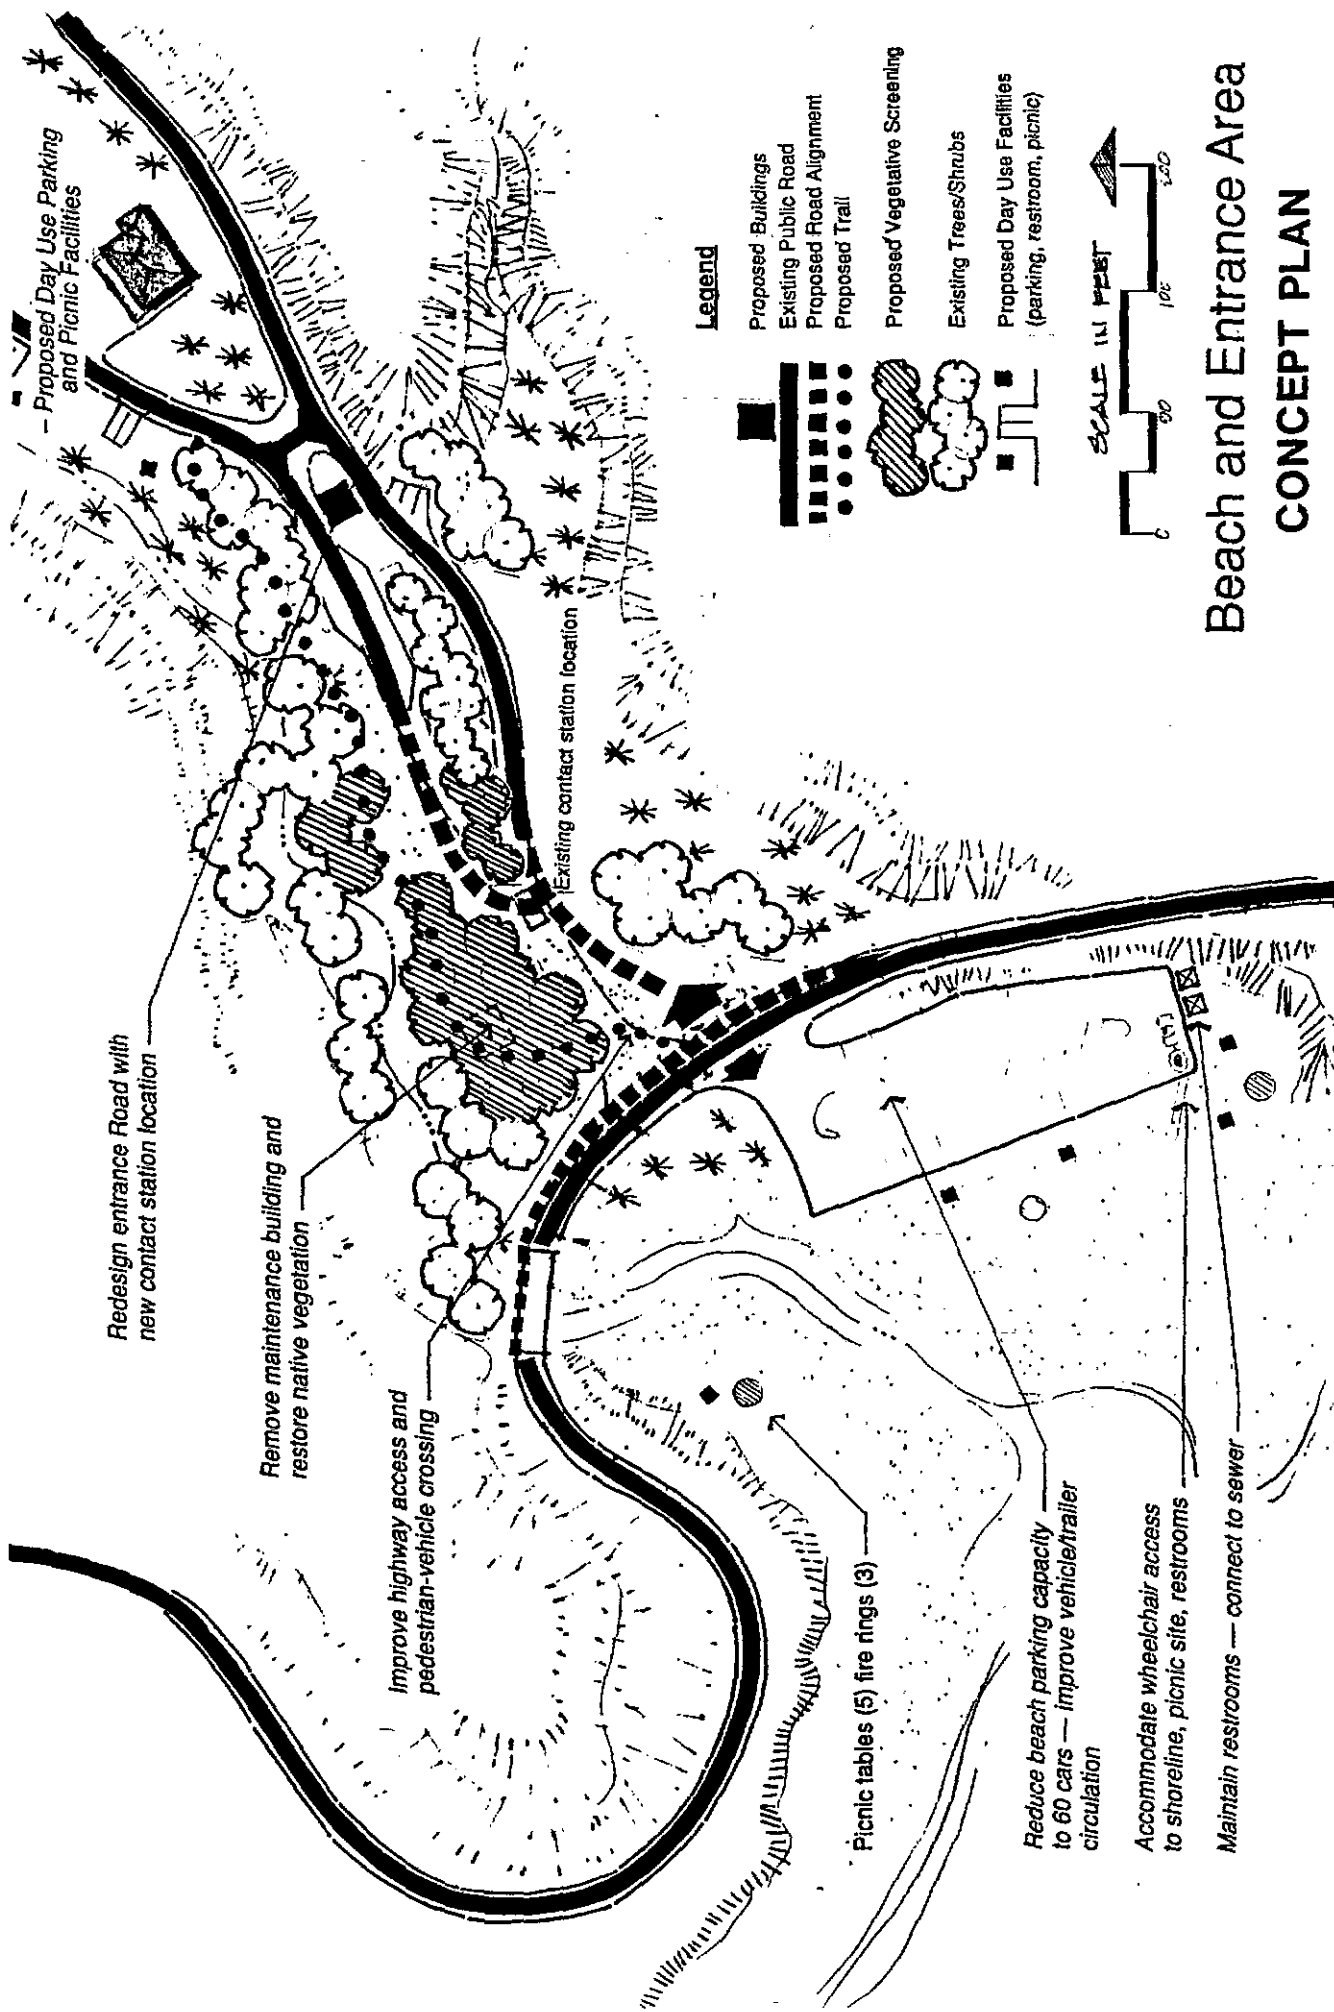 Proposed Day Use Parking
and Picnic Facilities
Redesign entrance Road with
new contact station location
Remove maintenance building and
restore native vegetation
Improve highway access and
pedestrian-vehicle crossing
Existing contact station location
Picnic tables (5) fire rings (3)
Reduce beach parking capacity
to 60 cars — improve vehicle/trailer
circulation
Accommodate wheelchair access
to shoreline, picnic site, restrooms
Maintain restrooms — connect to sewer
Legend
Proposed Buildings
Existing Public Road
Proposed Road Alignment
Proposed Trail
Proposed Vegetative Screening
Existing Trees/Shrubs
Proposed Day Use Facilities
(parking, restroom, picnic)
SCALE IN FEET
0 50 100 200
Beach and Entrance Area
CONCEPT PLAN